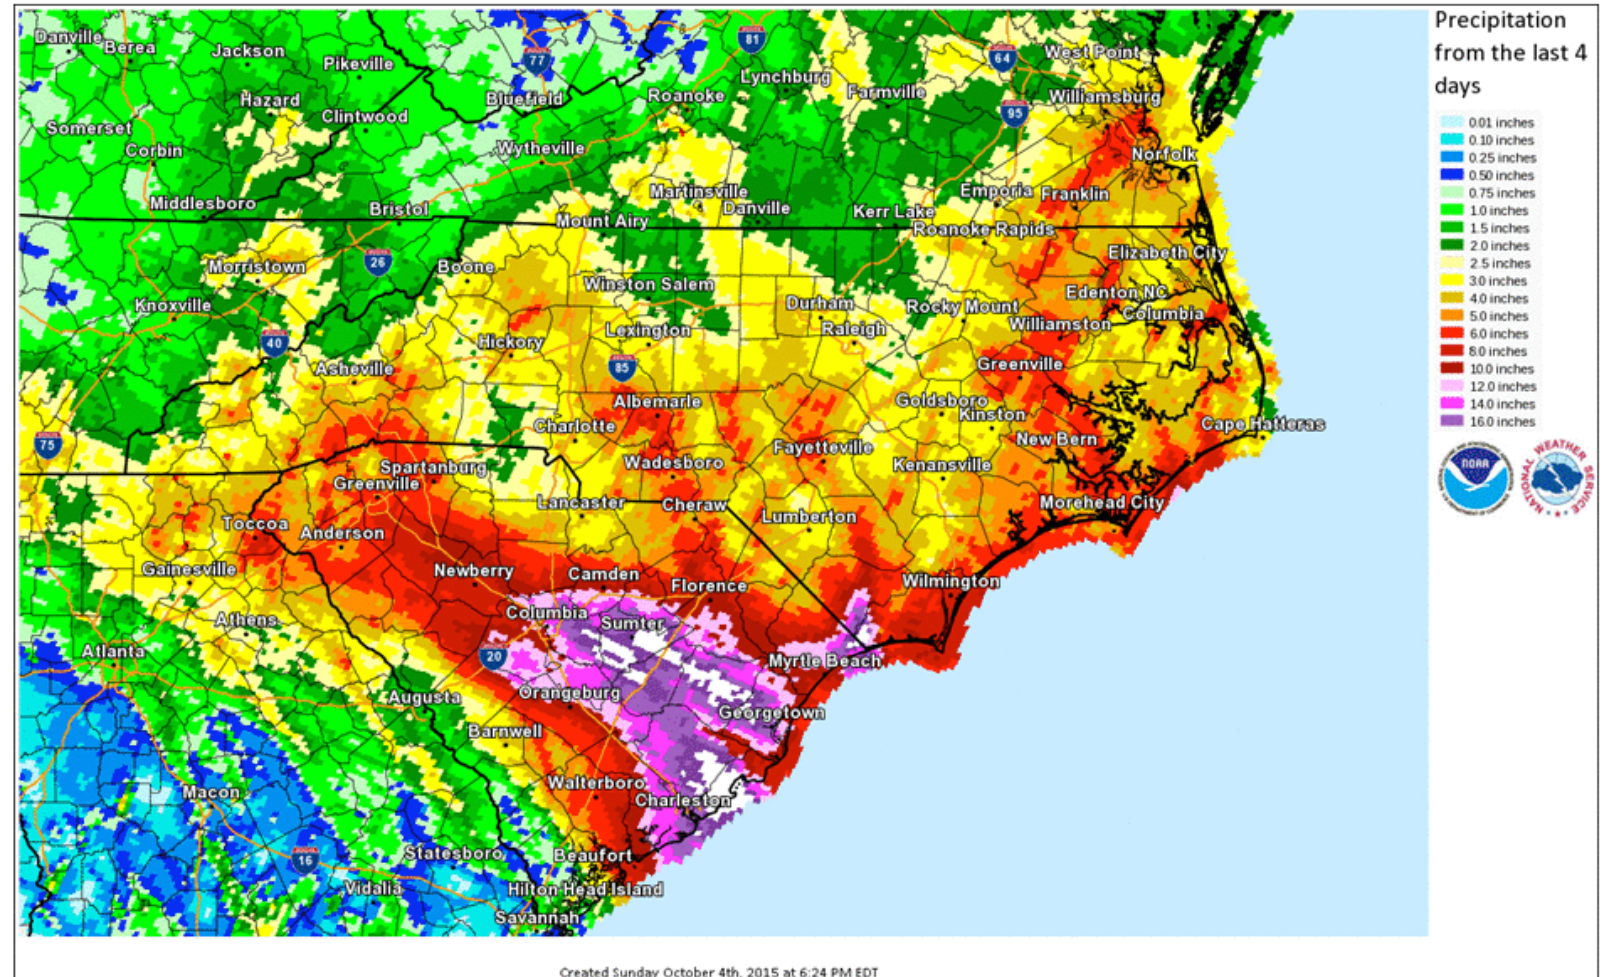 Precipitation
from the last 4
days
0.01 inches
0.10 inches
0.25 inches
0.50 inches
0.75 inches
1.0 inches
1.5 inches
2.0 inches
2.5 inches
3.0 inches
4.0 inches
5.0 inches
6.0 inches
8.0 inches
10.0 inches
12.0 inches
14.0 inches
16.0 inches
NOAA
NATIONAL WEATHER SERVICE
Danville
Berea
Jackson
Pikeville
77
81
Lynchburg
64
West Point
Hazard
Clintwood
Bluefield
Roanoke
Farmville
95
Williamsburg
Somerset
Corbin
Wytheville
Norfolk
Middlesboro
Bristol
Martinsville
Danville
Mount Airy
Kerr Lake
Emporia
Franklin
Roanoke Rapids
Morristown
26
Boone
Elizabeth City
Knoxville
Winston Salem
Durham
Rocky Mount
Edenton NC
Columbia
40
Hickory
Lexington
Raleigh
Williamston
Asheville
85
Greenville
Albemarle
Goldsboro
Kinston
75
Charlotte
Fayetteville
New Bern
Cape Hatteras
Spartanburg
Greenville
Wadesboro
Kenansville
Lancaster
Cheraw
Lumberton
Morehead City
Toccoa
Anderson
Gainesville
Newberry
Camden
Florence
Wilmington
Athens
Columbia
Sumter
Atlanta
20
Myrtle Beach
Augusta
Orangeburg
Georgetown
Barnwell
Macon
Walterboro
Charleston
16
Statesboro
Beaufort
Vidalia
Hilton Head Island
Savannah
Created Sunday October 4th, 2015 at 6:24 PM EDT